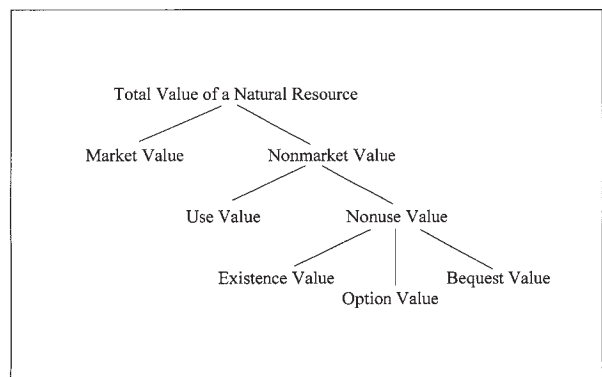 Total Value of a Natural Resource
Market Value
Nonmarket Value
Use Value
Nonuse Value
Existence Value
Option Value
Bequest Value